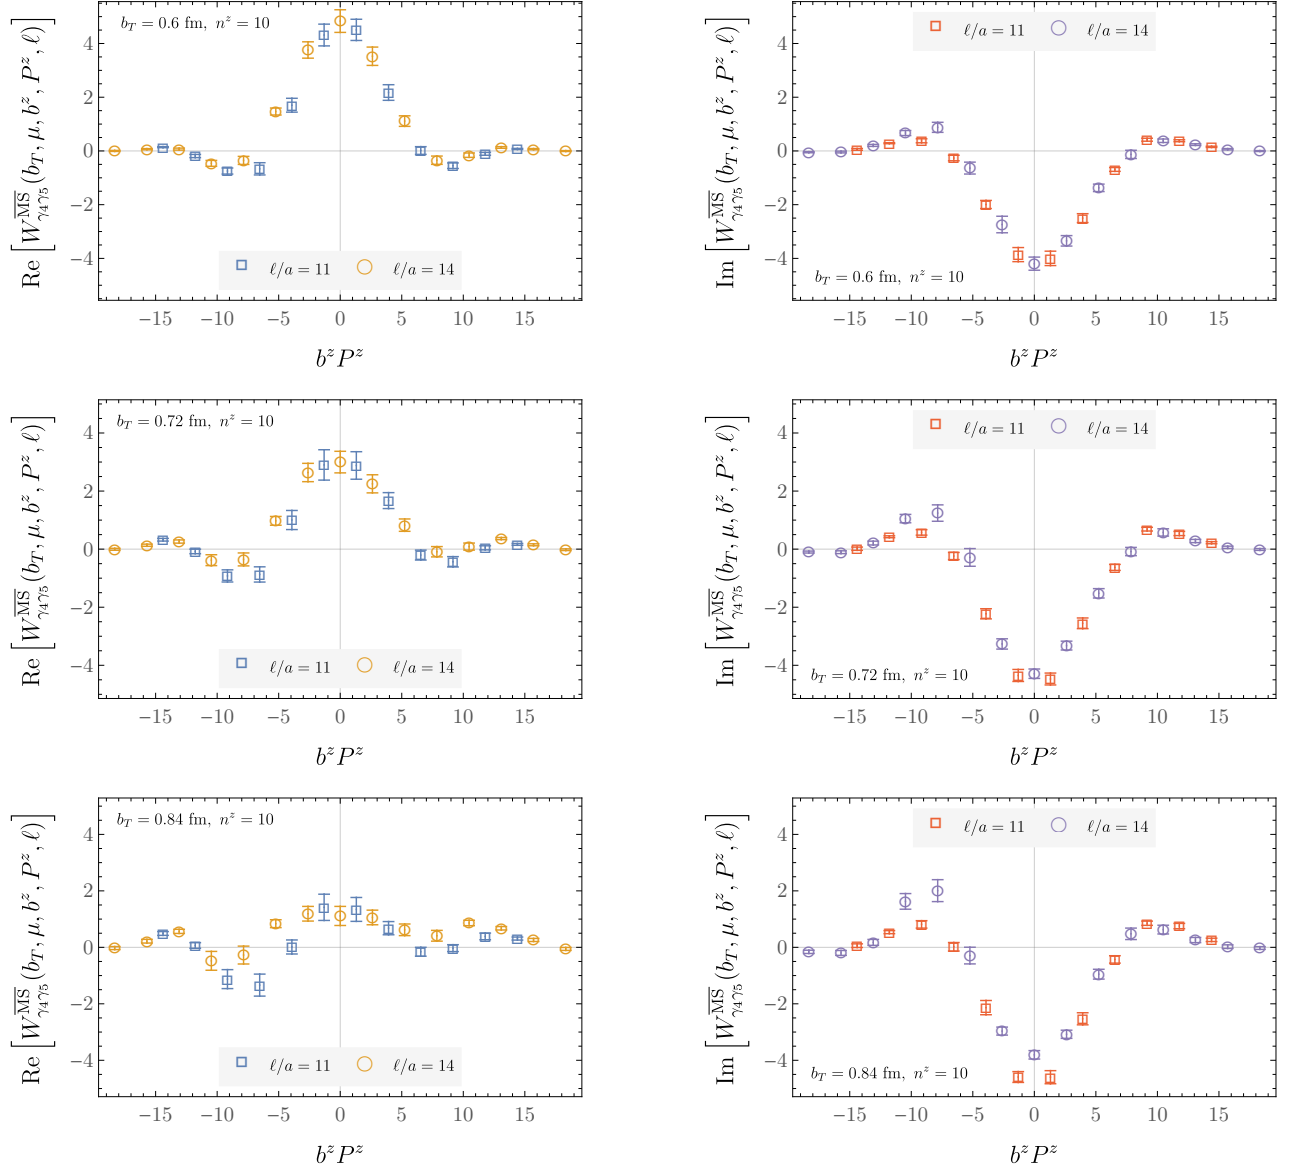 Re [ W^{\overline{MS}}_{γ4γ5}(b_T, μ, b^z, P^z, ℓ) ]
b_T = 0.6 fm, n^z = 10
4
2
0
−2
−4
ℓ/a = 11 ℓ/a = 14
−15 −10 −5 0 5 10 15
b^z P^z
Im [ W^{\overline{MS}}_{γ4γ5}(b_T, μ, b^z, P^z, ℓ) ]
ℓ/a = 11 ℓ/a = 14
4
2
0
−2
−4
b_T = 0.6 fm, n^z = 10
−15 −10 −5 0 5 10 15
b^z P^z
Re [ W^{\overline{MS}}_{γ4γ5}(b_T, μ, b^z, P^z, ℓ) ]
b_T = 0.72 fm, n^z = 10
4
2
0
−2
−4
ℓ/a = 11 ℓ/a = 14
−15 −10 −5 0 5 10 15
b^z P^z
Im [ W^{\overline{MS}}_{γ4γ5}(b_T, μ, b^z, P^z, ℓ) ]
ℓ/a = 11 ℓ/a = 14
4
2
0
−2
−4
b_T = 0.72 fm, n^z = 10
−15 −10 −5 0 5 10 15
b^z P^z
Re [ W^{\overline{MS}}_{γ4γ5}(b_T, μ, b^z, P^z, ℓ) ]
b_T = 0.84 fm, n^z = 10
4
2
0
−2
−4
ℓ/a = 11 ℓ/a = 14
−15 −10 −5 0 5 10 15
b^z P^z
Im [ W^{\overline{MS}}_{γ4γ5}(b_T, μ, b^z, P^z, ℓ) ]
ℓ/a = 11 ℓ/a = 14
4
2
0
−2
−4
b_T = 0.84 fm, n^z = 10
−15 −10 −5 0 5 10 15
b^z P^z